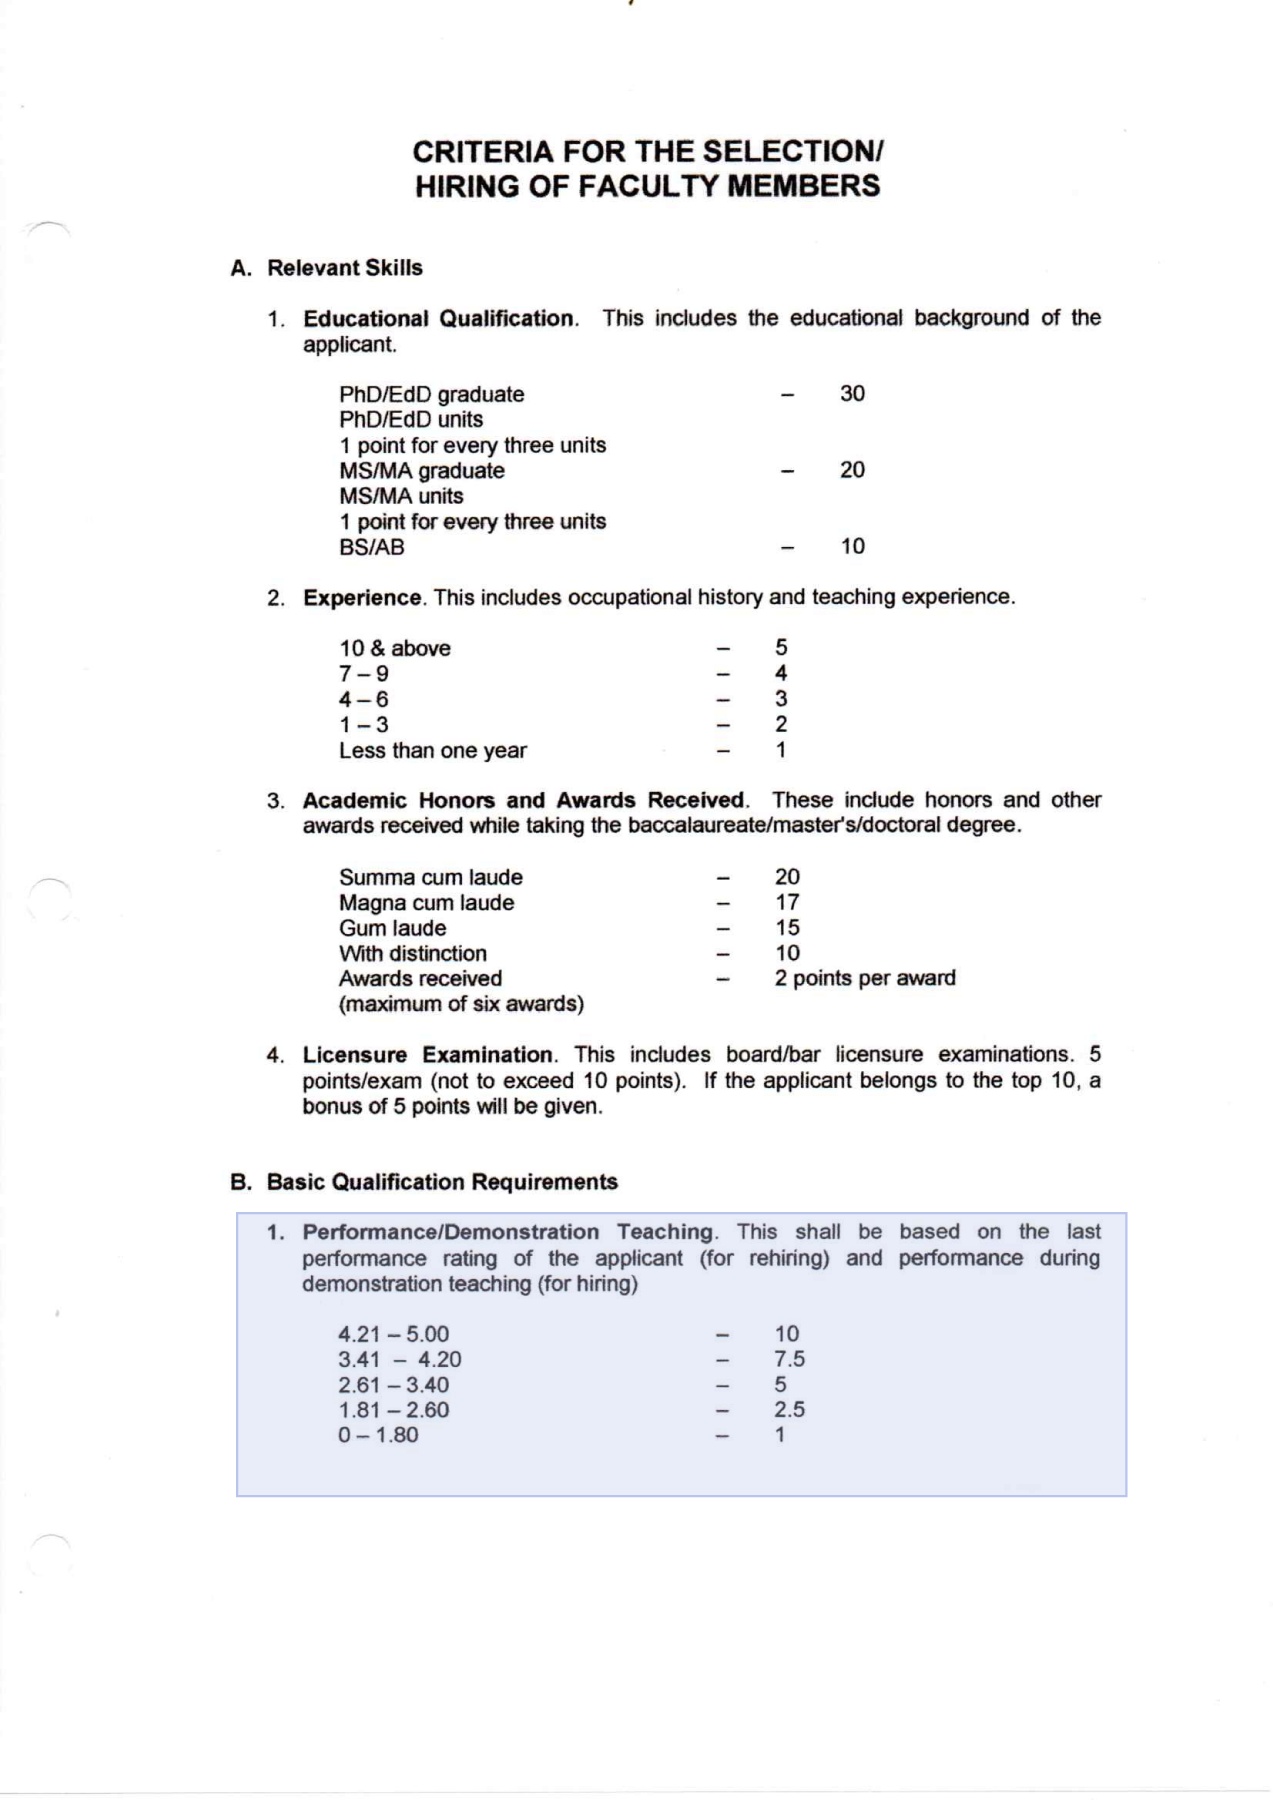 CRITERIA FOR THE SELECTION/
HIRING OF FACULTY MEMBERS
A. Relevant Skills
1. Educational Qualification. This includes the educational background of the
applicant.
PhD/EdD graduate – 30
PhD/EdD units
1 point for every three units
MS/MA graduate – 20
MS/MA units
1 point for every three units
BS/AB – 10
2. Experience. This includes occupational history and teaching experience.
10 & above – 5
7 – 9 – 4
4 – 6 – 3
1 – 3 – 2
Less than one year – 1
3. Academic Honors and Awards Received. These include honors and other
awards received while taking the baccalaureate/master's/doctoral degree.
Summa cum laude – 20
Magna cum laude – 17
Gum laude – 15
With distinction – 10
Awards received – 2 points per award
(maximum of six awards)
4. Licensure Examination. This includes board/bar licensure examinations. 5
points/exam (not to exceed 10 points). If the applicant belongs to the top 10, a
bonus of 5 points will be given.
B. Basic Qualification Requirements
1. Performance/Demonstration Teaching. This shall be based on the last
performance rating of the applicant (for rehiring) and performance during
demonstration teaching (for hiring)
4.21 – 5.00 – 10
3.41 – 4.20 – 7.5
2.61 – 3.40 – 5
1.81 – 2.60 – 2.5
0 – 1.80 – 1